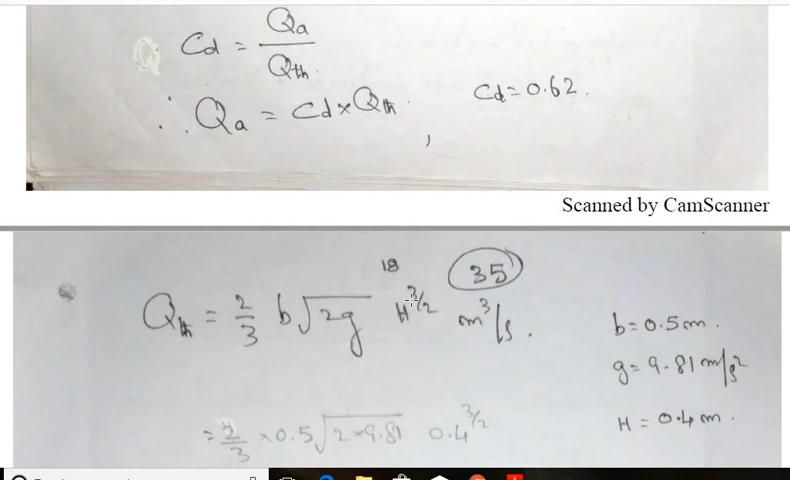 Cd = Qa / Qth
∴ Qa = Cd × Qth. Cd = 0.62.
,
Scanned by CamScanner
18
35
Qth = 2/3 b √2g H^3/2 m³/s. b = 0.5 m.
g = 9.81 m/s²
H = 0.4 m.
= 2/3 × 0.5 √2×9.81 0.4^3/2